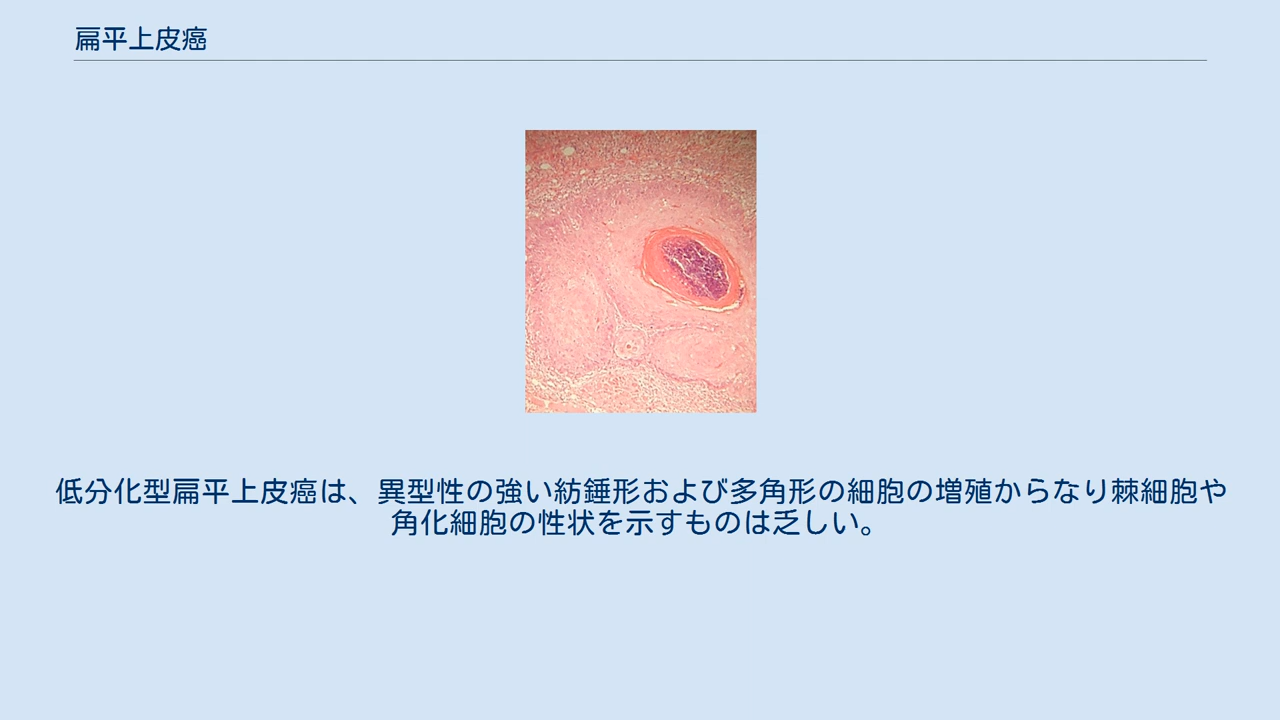 扁平上皮癌
低分化型扁平上皮癌は、異型性の強い紡錘形および多角形の細胞の増殖からなり棘細胞や
角化細胞の性状を示すものは乏しい。